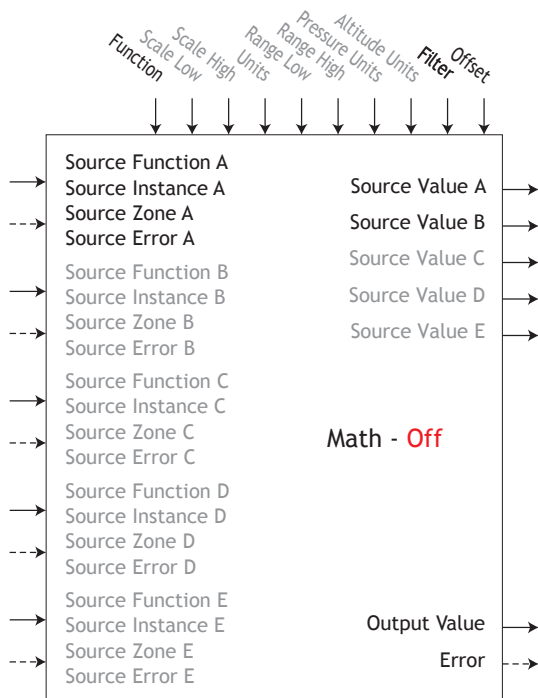 Function
Scale Low
Scale High
Units
Range Low
Range High
Pressure Units
Altitude Units
Filter
Offset
Source Function A
Source Instance A
Source Zone A
Source Error A
Source Function B
Source Instance B
Source Zone B
Source Error B
Source Function C
Source Instance C
Source Zone C
Source Error C
Source Function D
Source Instance D
Source Zone D
Source Error D
Source Function E
Source Instance E
Source Zone E
Source Error E
Source Value A
Source Value B
Source Value C
Source Value D
Source Value E
Math - Off
Output Value
Error